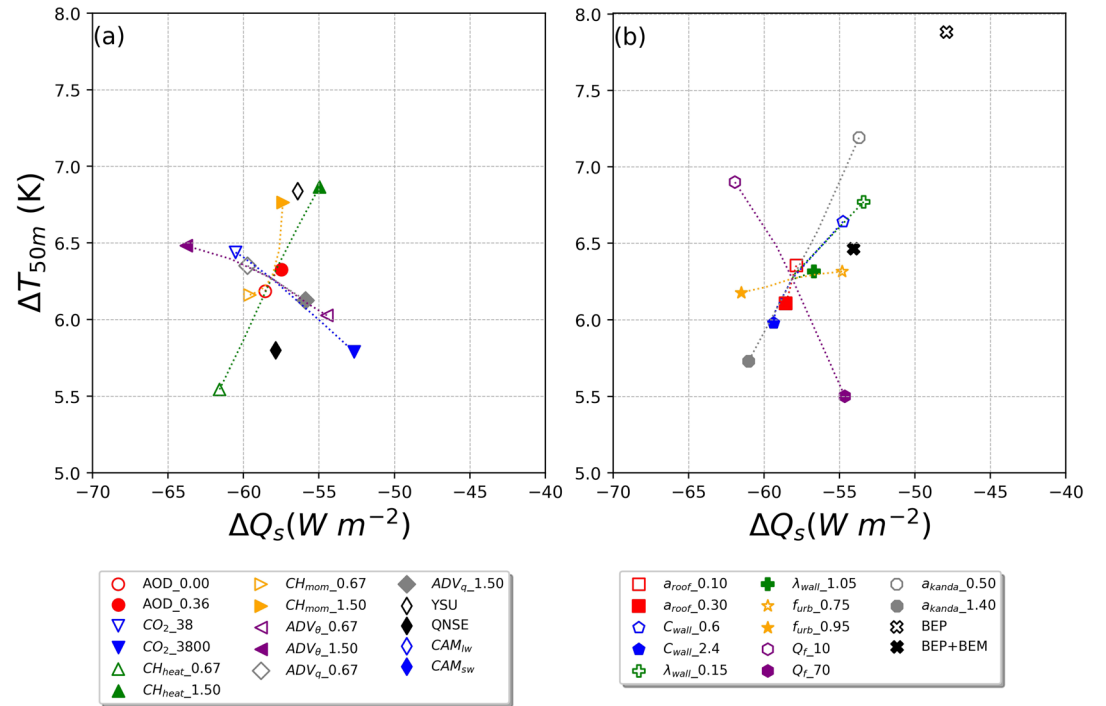 (a)
8.0
7.5
7.0
6.5
6.0
5.5
5.0
ΔT50m (K)
−70 −65 −60 −55 −50 −45 −40
ΔQs(W m−2)
(b)
8.0
7.5
7.0
6.5
6.0
5.5
5.0
−70 −65 −60 −55 −50 −45 −40
ΔQs(W m−2)
AOD_0.00
AOD_0.36
CO2_38
CO2_3800
CHheat_0.67
CHheat_1.50
CHmom_0.67
CHmom_1.50
ADVθ_0.67
ADVθ_1.50
ADVq_0.67
ADVq_1.50
YSU
QNSE
CAMlw
CAMsw
aroof_0.10
aroof_0.30
Cwall_0.6
Cwall_2.4
λwall_0.15
λwall_1.05
furb_0.75
furb_0.95
Qf_10
Qf_70
akanda_0.50
akanda_1.40
BEP
BEP+BEM